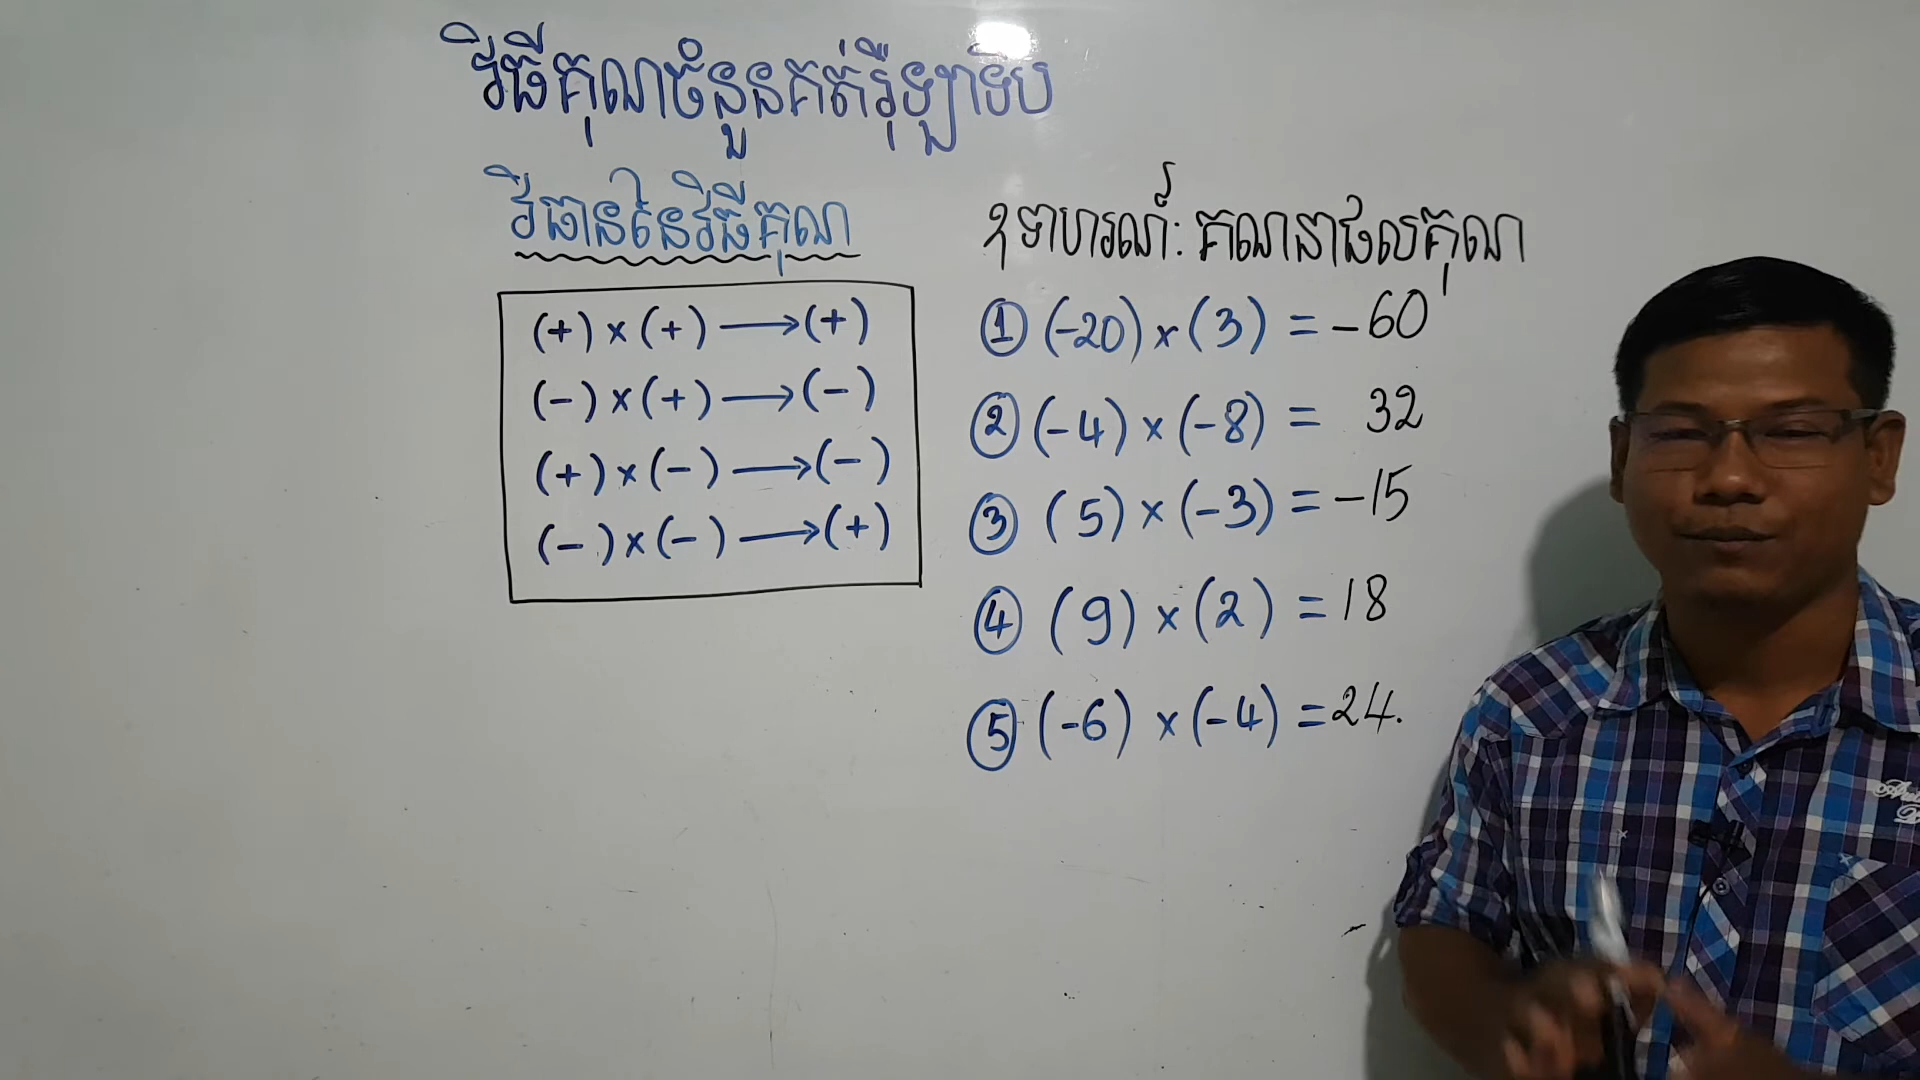 វិធីគុណចំនួនគត់រ៉ឺឡាទិប
វិធាននៃវិធីគុណ
(+) × (+) ⟶ (+)
(-) × (+) ⟶ (-)
(+) × (-) ⟶ (-)
(-) × (-) ⟶ (+)
ឧទាហរណ៍: គណនាផលគុណ
① (-20) × (3) = -60
② (-4) × (-8) = 32
③ (5) × (-3) = -15
④ (9) × (2) = 18
⑤ (-6) × (-4) = 24.